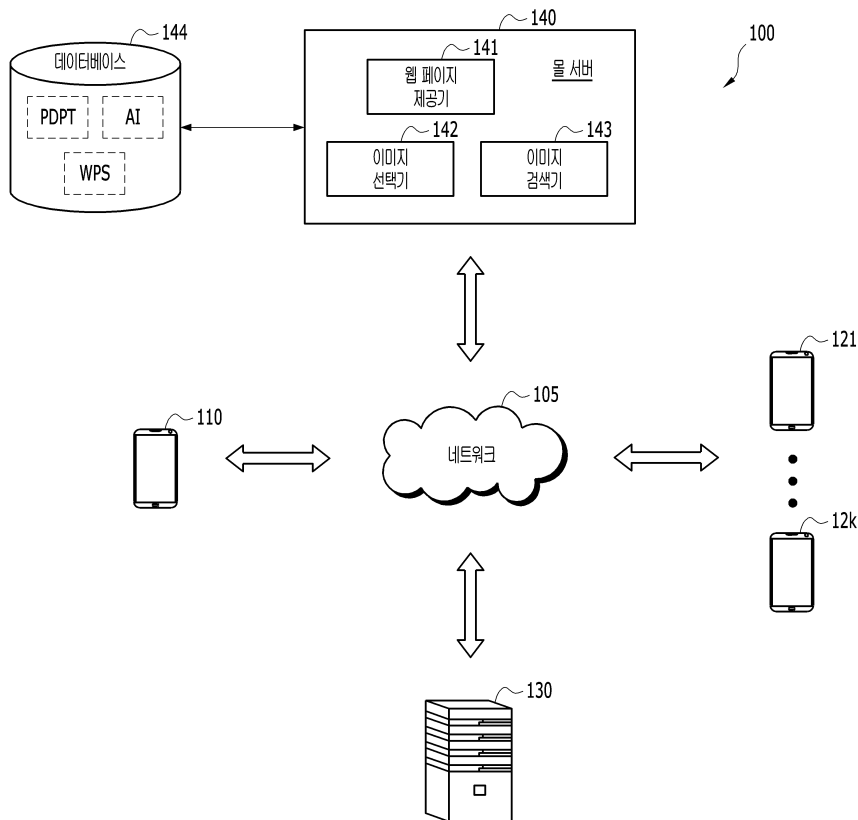 140
144
100
데이터베이스
141
몰 서버
웹 페이지
제공기
PDPT
AI
142
143
WPS
이미지
선택기
이미지
검색기
121
105
110
네트워크
12k
130